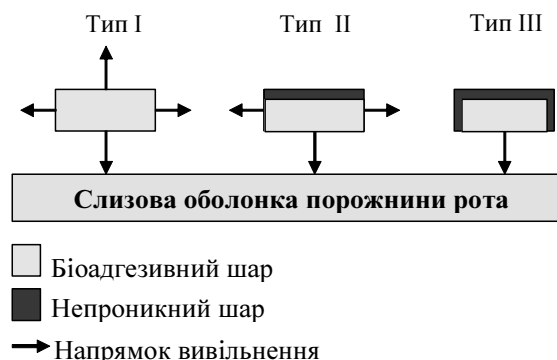 Тип I Тип II Тип III
Слизова оболонка порожнини рота
Біоадгезивний шар
Непроникний шар
Напрямок вивільнення